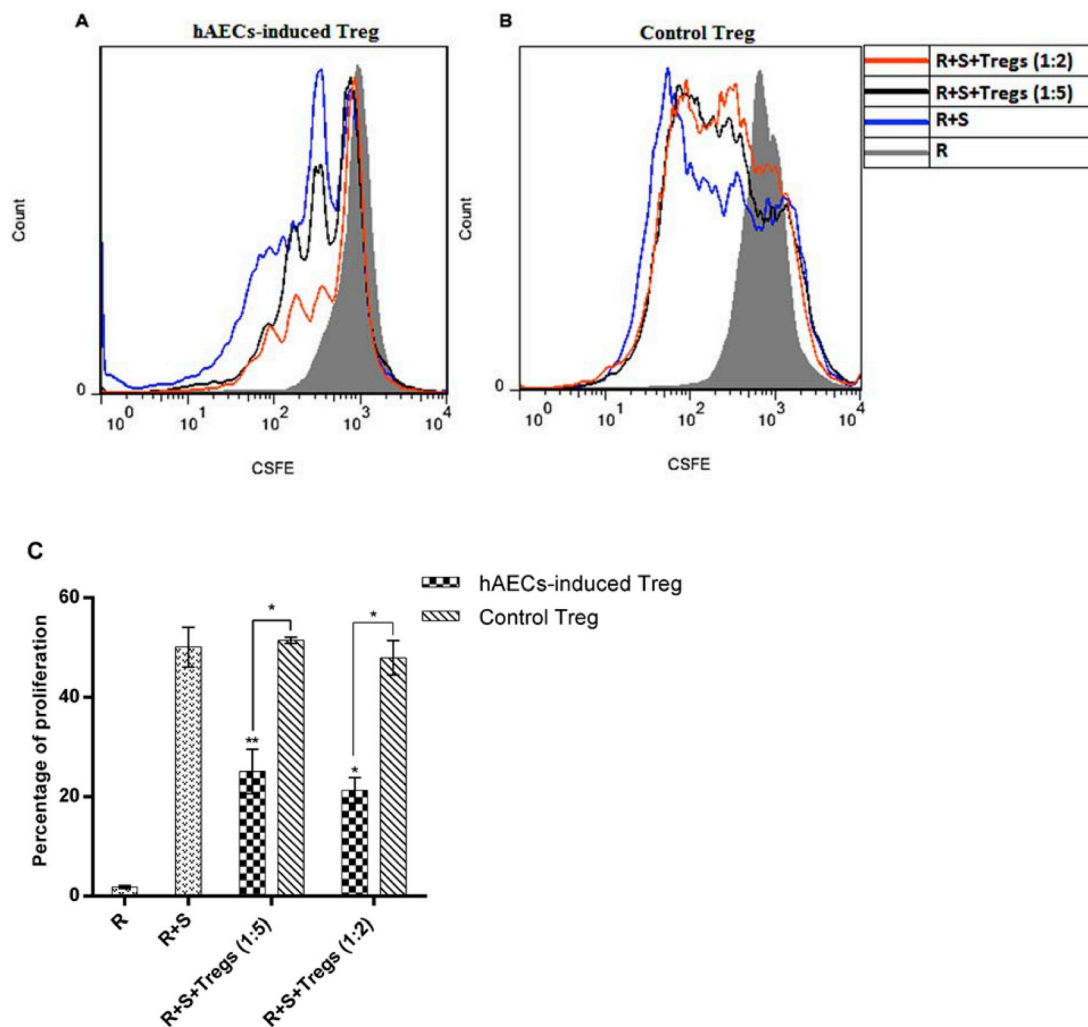 A
hAECs-induced Treg
Count
0
10^0 10^1 10^2 10^3 10^4
CSFE
B
Control Treg
Count
0
10^0 10^1 10^2 10^3 10^4
CSFE
R+S+Tregs (1:2)
R+S+Tregs (1:5)
R+S
R
C
hAECs-induced Treg
Control Treg
Percentage of proliferation
60
40
20
0
*
*
**
*
R
R+S
R+S+Tregs (1:5)
R+S+Tregs (1:2)